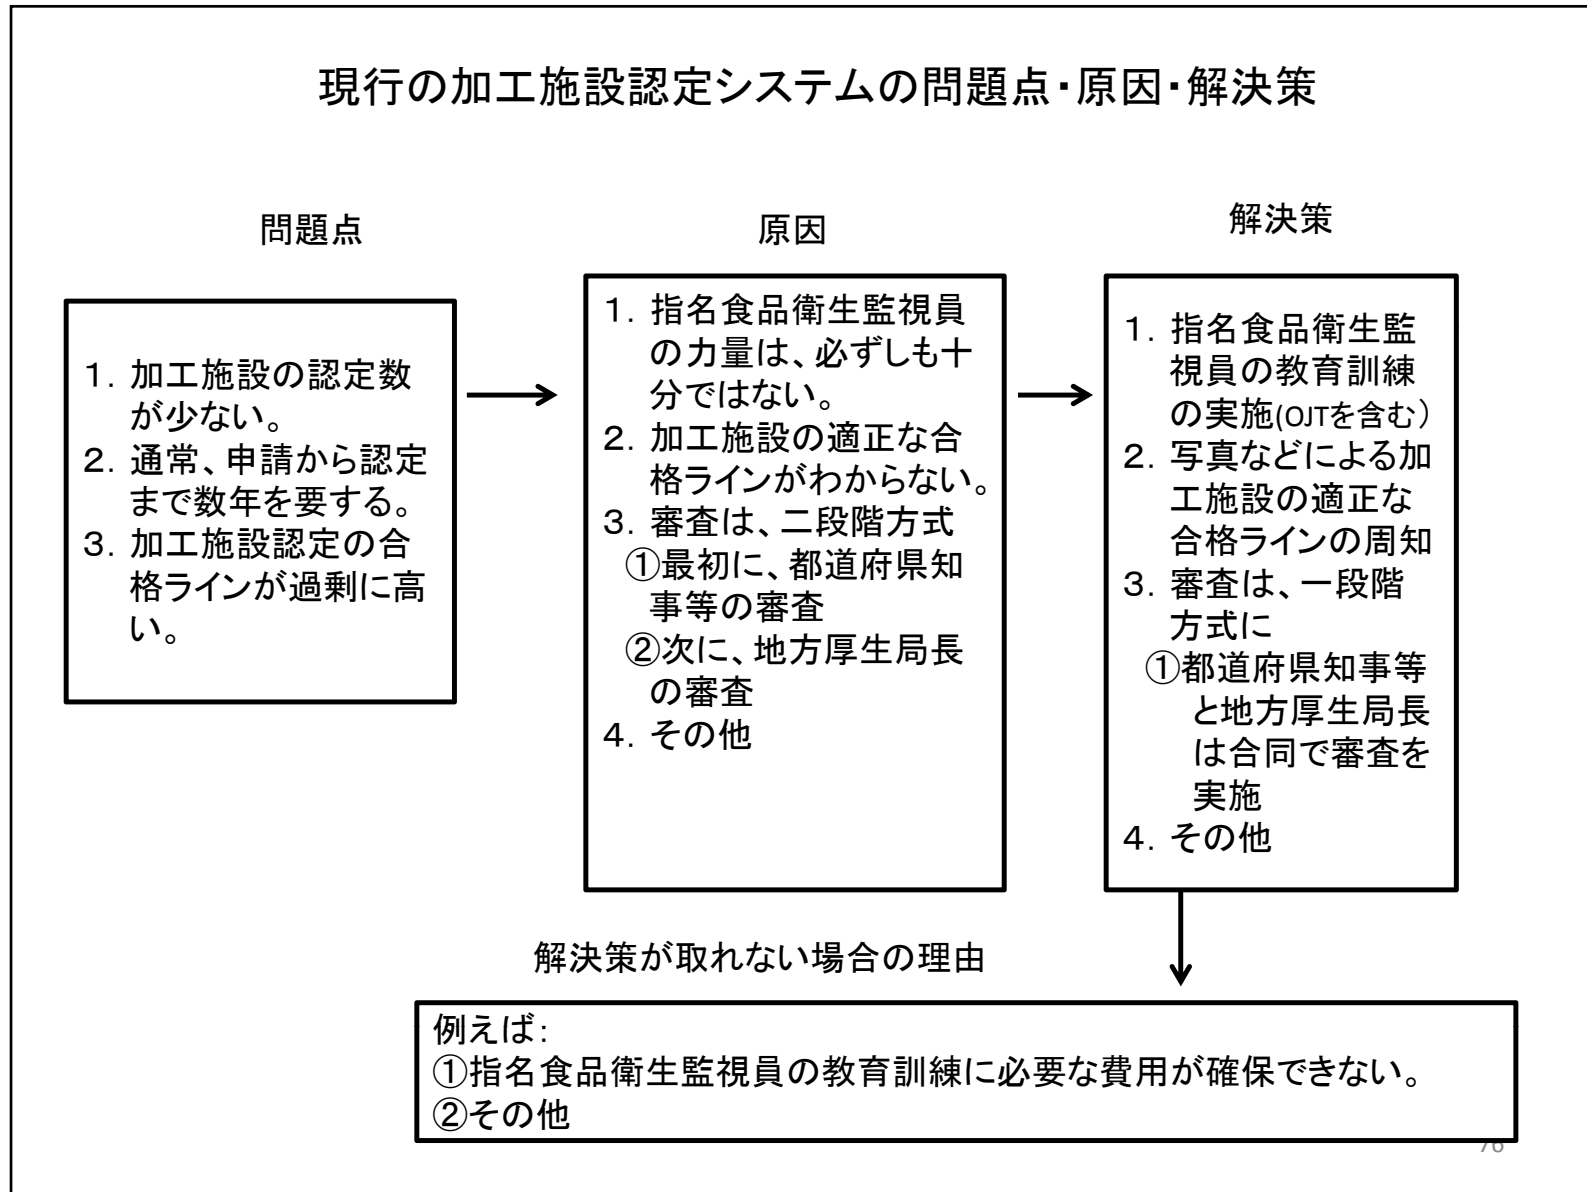 現行の加工施設認定システムの問題点・原因・解決策
問題点
1. 加工施設の認定数
が少ない。
2. 通常、申請から認定
まで数年を要する。
3. 加工施設認定の合
格ラインが過剰に高
い。
原因
1. 指名食品衛生監視員
の力量は、必ずしも十
分ではない。
2. 加工施設の適正な合
格ラインがわからない。
3. 審査は、二段階方式
①最初に、都道府県知
事等の審査
②次に、地方厚生局長
の審査
4. その他
解決策
1. 指名食品衛生監
視員の教育訓練
の実施(OJTを含む)
2. 写真などによる加
工施設の適正な
合格ラインの周知
3. 審査は、一段階
方式に
①都道府県知事等
と地方厚生局長
は合同で審査を
実施
4. その他
解決策が取れない場合の理由
例えば:
①指名食品衛生監視員の教育訓練に必要な費用が確保できない。
②その他
76